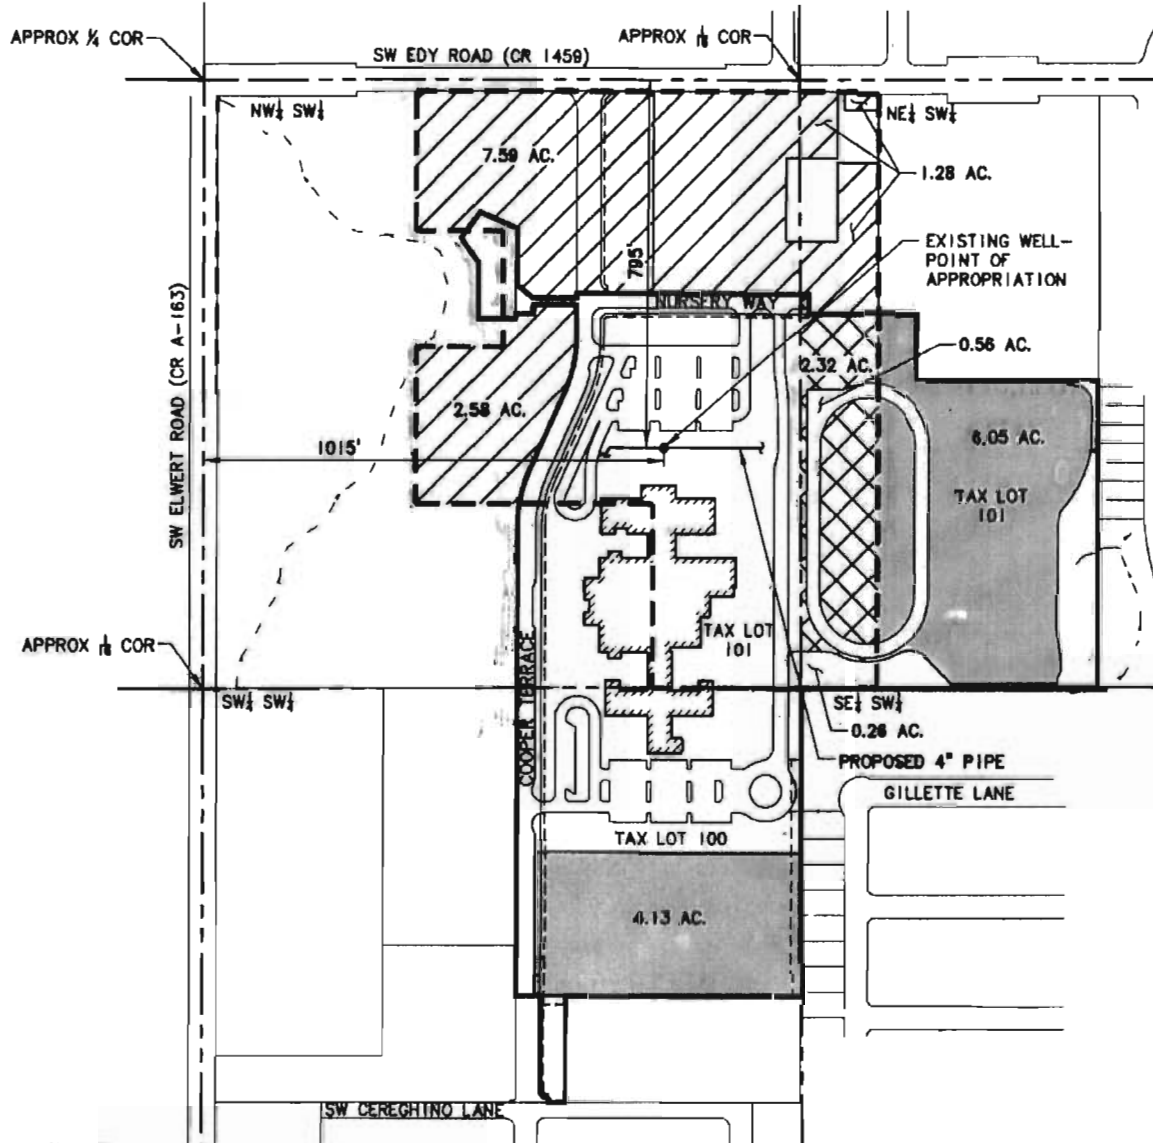 APPROX ¼ COR
SW EDY ROAD (CR 1459)
APPROX 1/16 COR
NW¼ SW¼
NE¼ SW¼
7.59 AC.
1.28 AC.
EXISTING WELL-
POINT OF
APPROPRIATION
795'
NURSERY WAY
SW ELWERT ROAD (CR A-163)
0.56 AC.
2.32 AC.
2.58 AC.
6.05 AC.
1015'
TAX LOT
101
TAX LOT
101
APPROX 1/16 COR
COOPER TERRACE
SW¼ SW¼
SE¼ SW¼
0.26 AC.
PROPOSED 4" PIPE
GILLETTE LANE
TAX LOT 100
4.13 AC.
SW CEREGHINO LANE